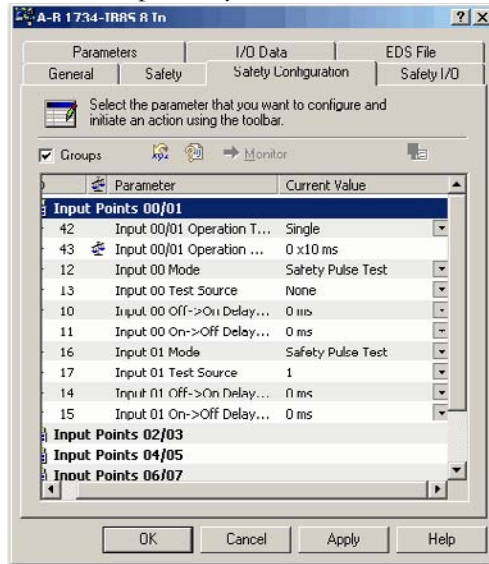 A-B 1734-IB8S 8 In
Parameters I/O Data EDS File
General Safety Safety Configuration Safety I/O
Select the parameter that you want to configure and
initiate an action using the toolbar.
Groups Monitor
Parameter Current Value
Input Points 00/01
42 Input 00/01 Operation T... Single
43 Input 00/01 Operation ... 0 x10 ms
12 Input 00 Mode Safety Pulse Test
13 Input 00 Test Source None
10 Input 00 Off->On Delay... 0 ms
11 Input 00 On->Off Delay... 0 ms
16 Input 01 Mode Safety Pulse Test
17 Input 01 Test Source 1
14 Input 01 Off->On Delay... 0 ms
15 Input 01 On->Off Delay... 0 ms
Input Points 02/03
Input Points 04/05
Input Points 06/07
OK Cancel Apply Help